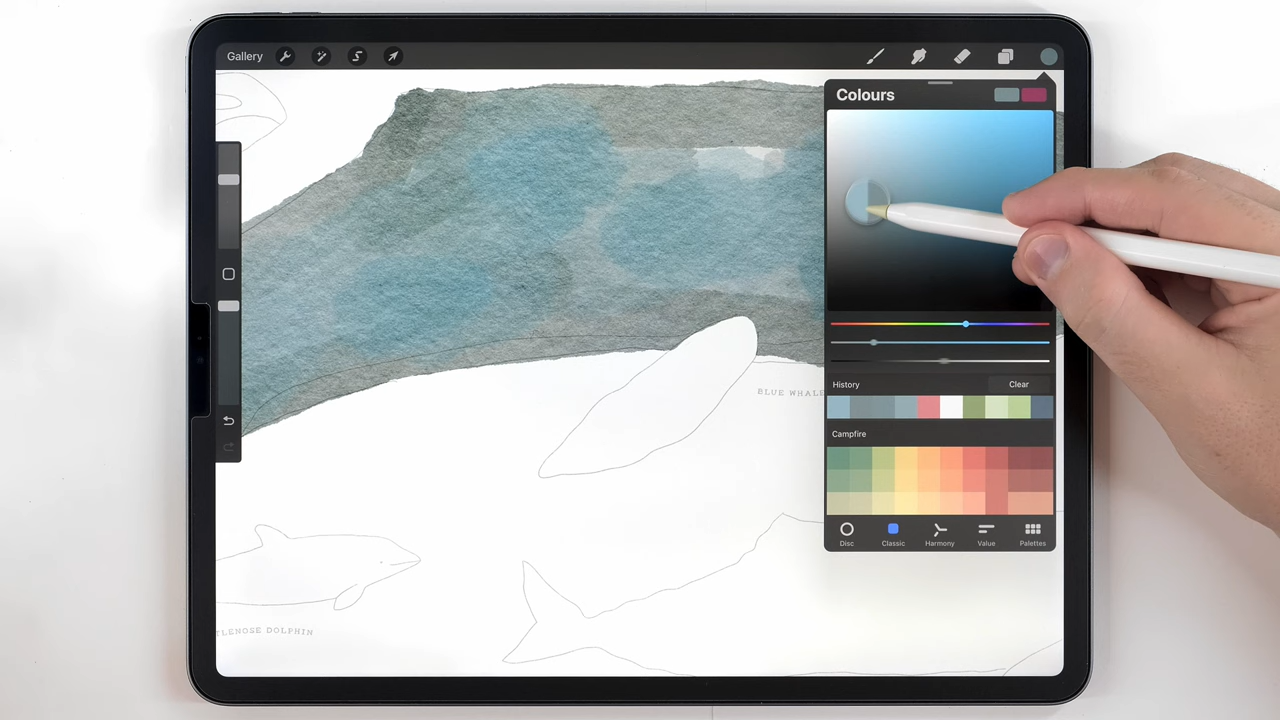 Gallery
Colours
History
Clear
Campfire
Disc
Classic
Harmony
Value
Palettes
BLUE WHALE
TLENOSE DOLPHIN